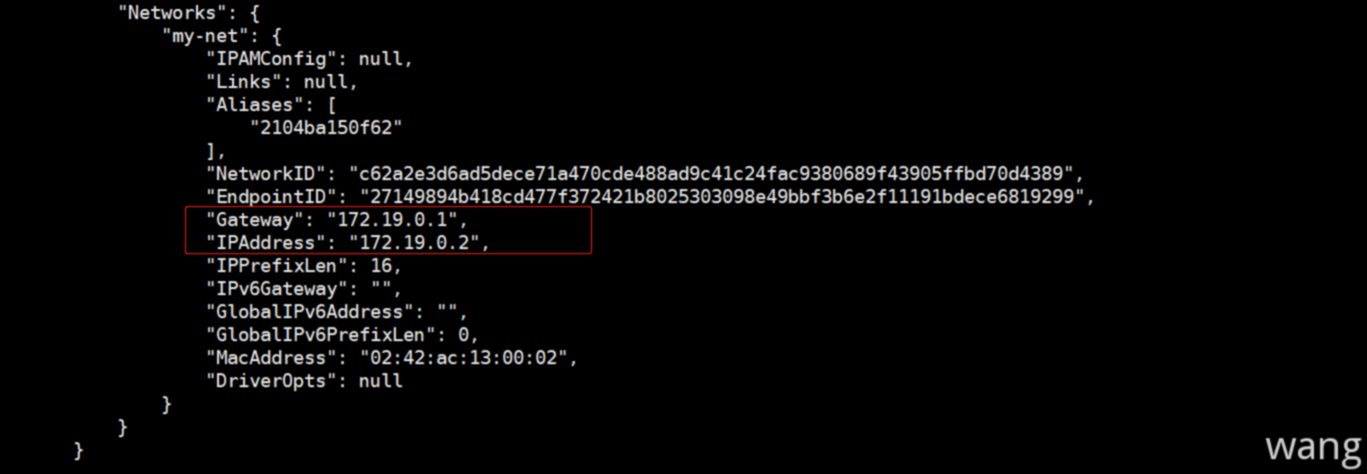 "Networks": {
"my-net": {
"IPAMConfig": null,
"Links": null,
"Aliases": [
"2104ba150f62"
],
"NetworkID": "c62a2e3d6ad5dece71a470cde488ad9c41c24fac9380689f43905ffbd70d4389",
"EndpointID": "27149894b418cd477f372421b8025303098e49bbf3b6e2f11191bdece6819299",
"Gateway": "172.19.0.1",
"IPAddress": "172.19.0.2",
"IPPrefixLen": 16,
"IPv6Gateway": "",
"GlobalIPv6Address": "",
"GlobalIPv6PrefixLen": 0,
"MacAddress": "02:42:ac:13:00:02",
"DriverOpts": null
}
}
}
wang